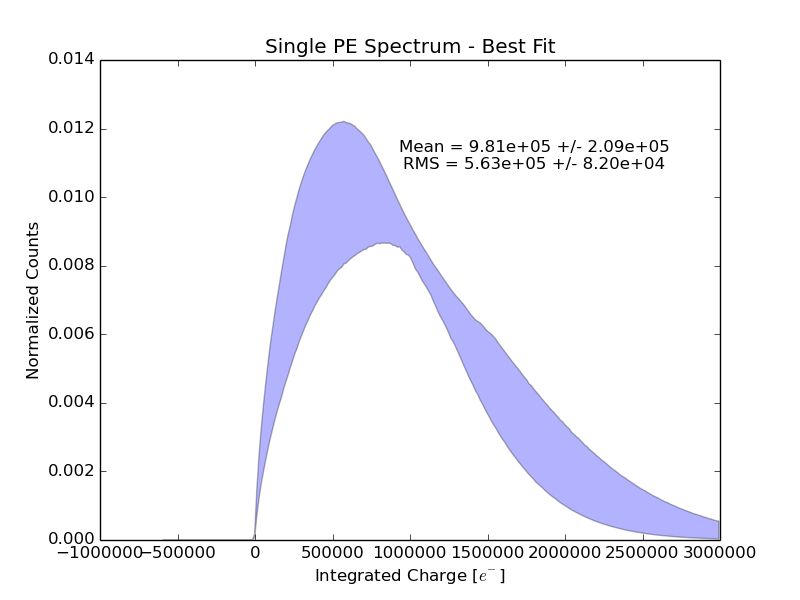 Single PE Spectrum - Best Fit
0.014
0.012
0.010
0.008
0.006
0.004
0.002
0.000
Mean = 9.81e+05 +/- 2.09e+05
RMS = 5.63e+05 +/- 8.20e+04
Normalized Counts
−1000000 −500000 0 500000 1000000 1500000 2000000 2500000 3000000
Integrated Charge [e⁻]